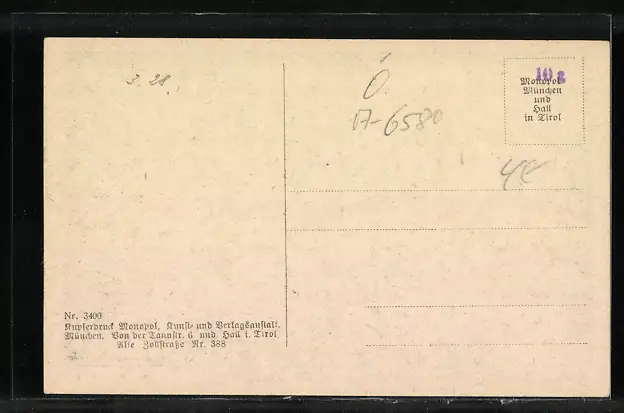 3. 28.
Ó
A-6580
10 g
Monopol
München
und
Hall
in Tirol
4€
Nr. 3400
Kupferdruck Monopol, Kunst- und Verlagsanstalt,
München, Von der Tannstr. 6 und Hall i. Tirol
Alte Zollstraße Nr. 388